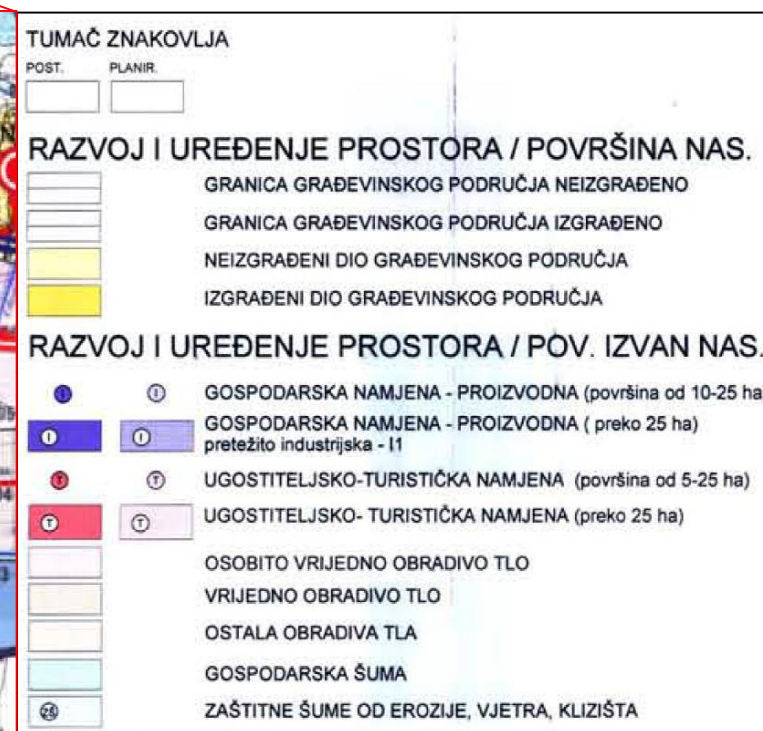 TUMAČ ZNAKOVLJA
POST. PLANIR.
RAZVOJ I UREĐENJE PROSTORA / POVRŠINA NAS.
GRANICA GRAĐEVINSKOG PODRUČJA NEIZGRAĐENO
GRANICA GRAĐEVINSKOG PODRUČJA IZGRAĐENO
NEIZGRAĐENI DIO GRAĐEVINSKOG PODRUČJA
IZGRAĐENI DIO GRAĐEVINSKOG PODRUČJA
RAZVOJ I UREĐENJE PROSTORA / POV. IZVAN NAS.
I I GOSPODARSKA NAMJENA - PROIZVODNA (površina od 10-25 ha
I I GOSPODARSKA NAMJENA - PROIZVODNA ( preko 25 ha)
pretežito industrijska - I1
T T UGOSTITELJSKO-TURISTIČKA NAMJENA (površina od 5-25 ha)
T T UGOSTITELJSKO- TURISTIČKA NAMJENA (preko 25 ha)
OSOBITO VRIJEDNO OBRADIVO TLO
VRIJEDNO OBRADIVO TLO
OSTALA OBRADIVA TLA
GOSPODARSKA ŠUMA
ZŠ ZAŠTITNE ŠUME OD EROZIJE, VJETRA, KLIZIŠTA